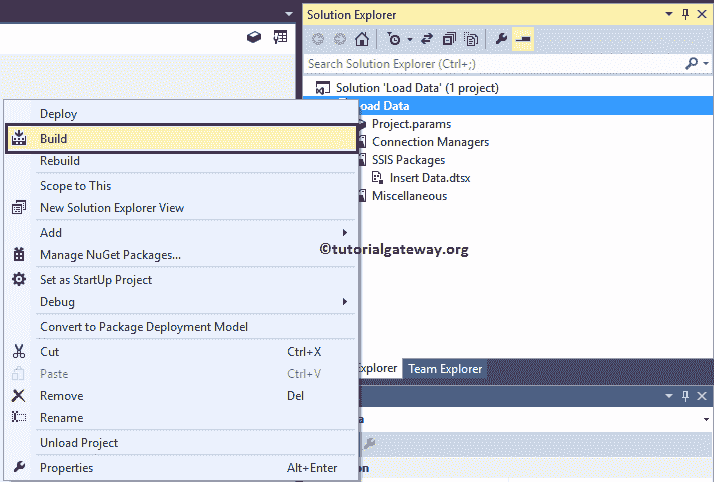 Solution Explorer
Search Solution Explorer (Ctrl+;)
Solution 'Load Data' (1 project)
Load Data
Project.params
Connection Managers
SSIS Packages
Insert Data.dtsx
Miscellaneous
Deploy
Build
Rebuild
Scope to This
New Solution Explorer View
Add
Manage NuGet Packages...
Set as StartUp Project
Debug
Convert to Package Deployment Model
Cut Ctrl+X
Paste Ctrl+V
Remove Del
Rename
Unload Project
Properties Alt+Enter
©tutorialgateway.org
Explorer Team Explorer